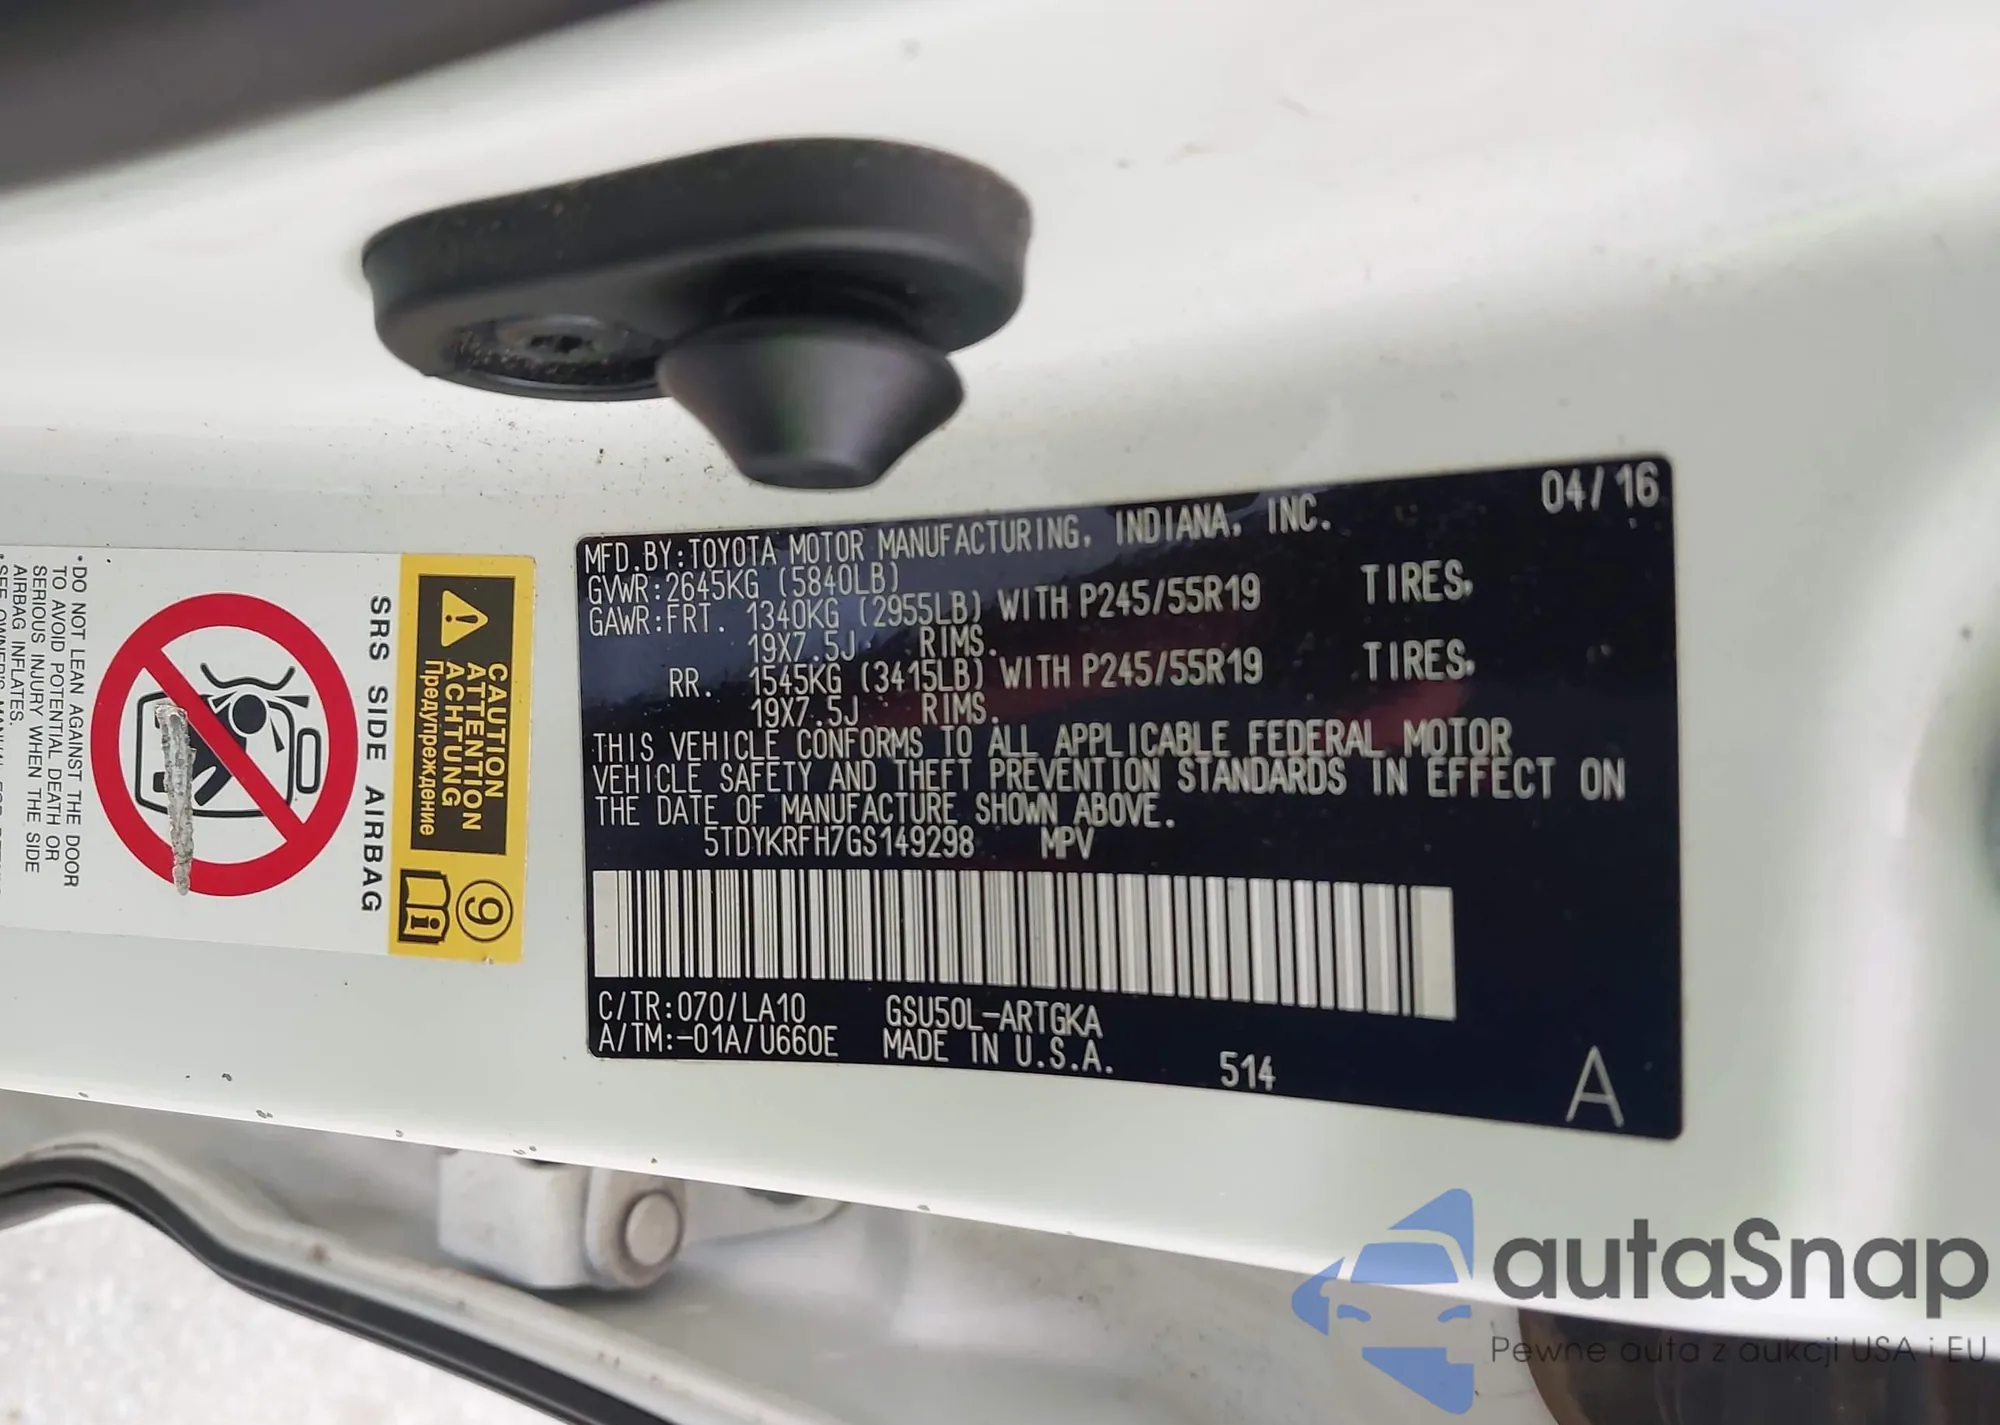 04/16
MFD.BY:TOYOTA MOTOR MANUFACTURING, INDIANA, INC.
GVWR:2645KG (5840LB)
GAWR:FRT. 1340KG (2955LB) WITH P245/55R19 TIRES,
19X7.5J RIMS.
RR. 1545KG (3415LB) WITH P245/55R19 TIRES,
19X7.5J RIMS.
THIS VEHICLE CONFORMS TO ALL APPLICABLE FEDERAL MOTOR
VEHICLE SAFETY AND THEFT PREVENTION STANDARDS IN EFFECT ON
THE DATE OF MANUFACTURE SHOWN ABOVE.
5TDYKRFH7GS149298 MPV
C/TR:070/LA10 GSU50L-ARTGKA
A/TM:-01A/U660E MADE IN U.S.A. 514
A
CAUTION
ATTENTION
ACHTUNG
Предупреждение
9
SRS SIDE AIRBAG
•DO NOT LEAN AGAINST THE DOOR
TO AVOID POTENTIAL DEATH OR
SERIOUS INJURY WHEN THE SIDE
AIRBAG INFLATES.
autaSnap
Pewne auta z aukcji USA i EU